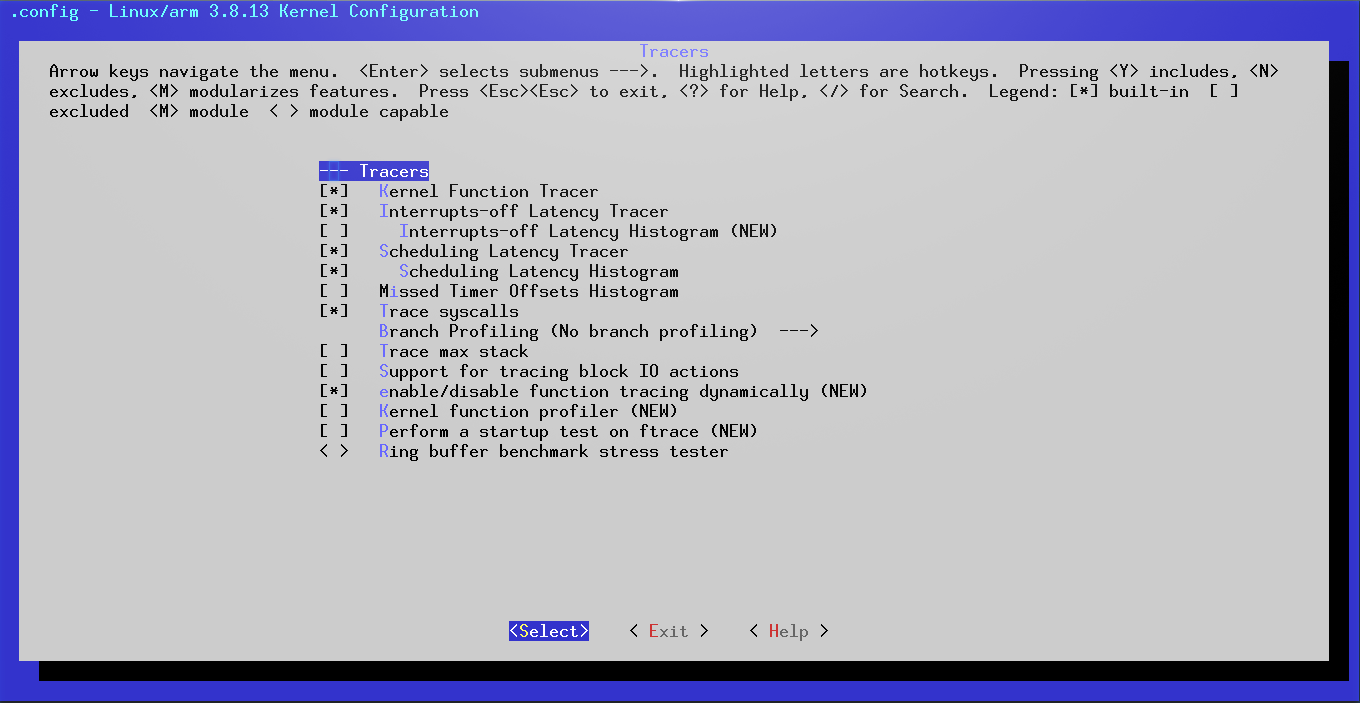 .config - Linux/arm 3.8.13 Kernel Configuration
Tracers
Arrow keys navigate the menu.  <Enter> selects submenus --->.  Highlighted letters are hotkeys.  Pressing <Y> includes, <N>
excludes, <M> modularizes features.  Press <Esc><Esc> to exit, <?> for Help, </> for Search.  Legend: [*] built-in  [ ]
excluded  <M> module  < > module capable
--- Tracers
[*]   Kernel Function Tracer
[*]   Interrupts-off Latency Tracer
[ ]     Interrupts-off Latency Histogram (NEW)
[*]   Scheduling Latency Tracer
[*]     Scheduling Latency Histogram
[ ]   Missed Timer Offsets Histogram
[*]   Trace syscalls
Branch Profiling (No branch profiling)  --->
[ ]   Trace max stack
[ ]   Support for tracing block IO actions
[*]   enable/disable function tracing dynamically (NEW)
[ ]   Kernel function profiler (NEW)
[ ]   Perform a startup test on ftrace (NEW)
< >   Ring buffer benchmark stress tester
<Select>    < Exit >    < Help >